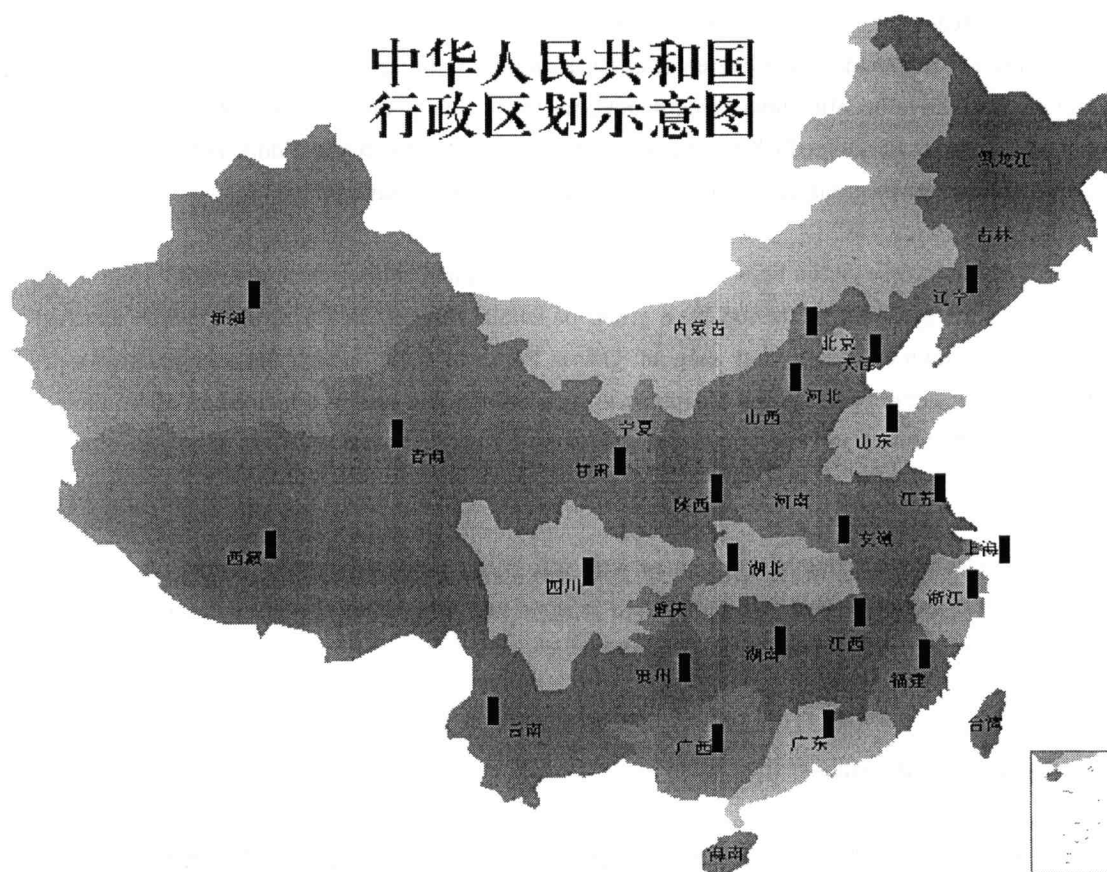 中华人民共和国
行政区划示意图
黑龙江
吉林
辽宁
新疆
内蒙古
北京
天津
河北
山西
宁夏
山东
青海
甘肃
陕西
河南
江苏
安徽
上海
西藏
四川
湖北
浙江
重庆
湖南
江西
贵州
福建
云南
广西
广东
台湾
海南